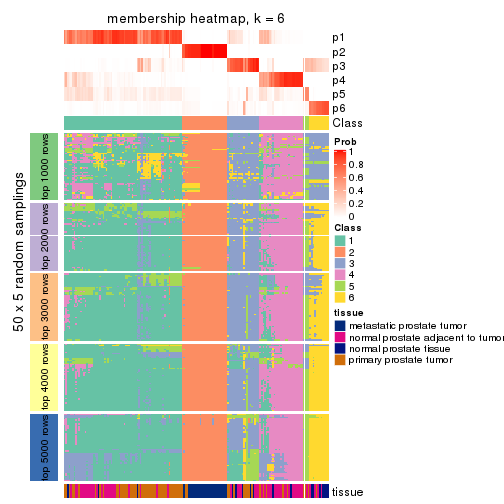 membership heatmap, k = 6
p1
p2
p3
p4
p5
p6
Class
50 x 5 random samplings
top 1000 rows
top 2000 rows
top 3000 rows
top 4000 rows
top 5000 rows
Prob
1
0.8
0.6
0.4
0.2
0
Class
1
2
3
4
5
6
tissue
metastatic prostate tumor
normal prostate adjacent to tumor
normal prostate tissue
primary prostate tumor
tissue